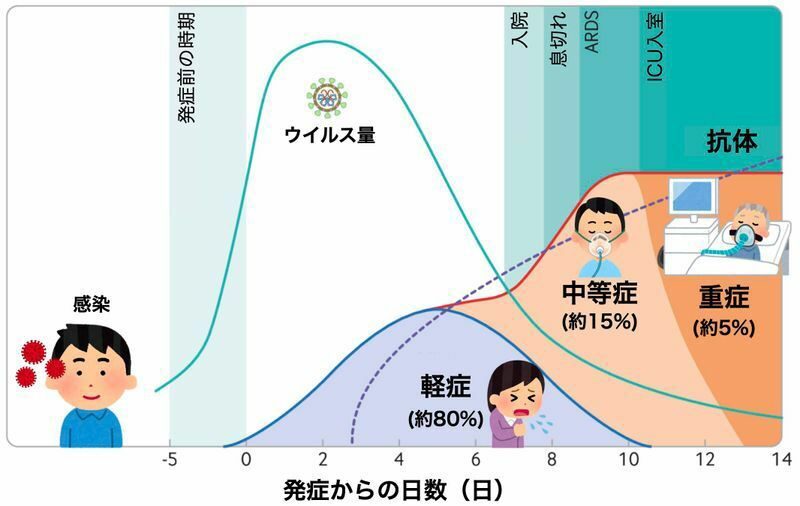 発症前の時期
入院
息切れ
ARDS
ICU入室
ウイルス量
抗体
感染
中等症
(約15%)
重症
(約5%)
軽症
(約80%)
-5
0
2
4
6
8
10
12
14
発症からの日数（日）